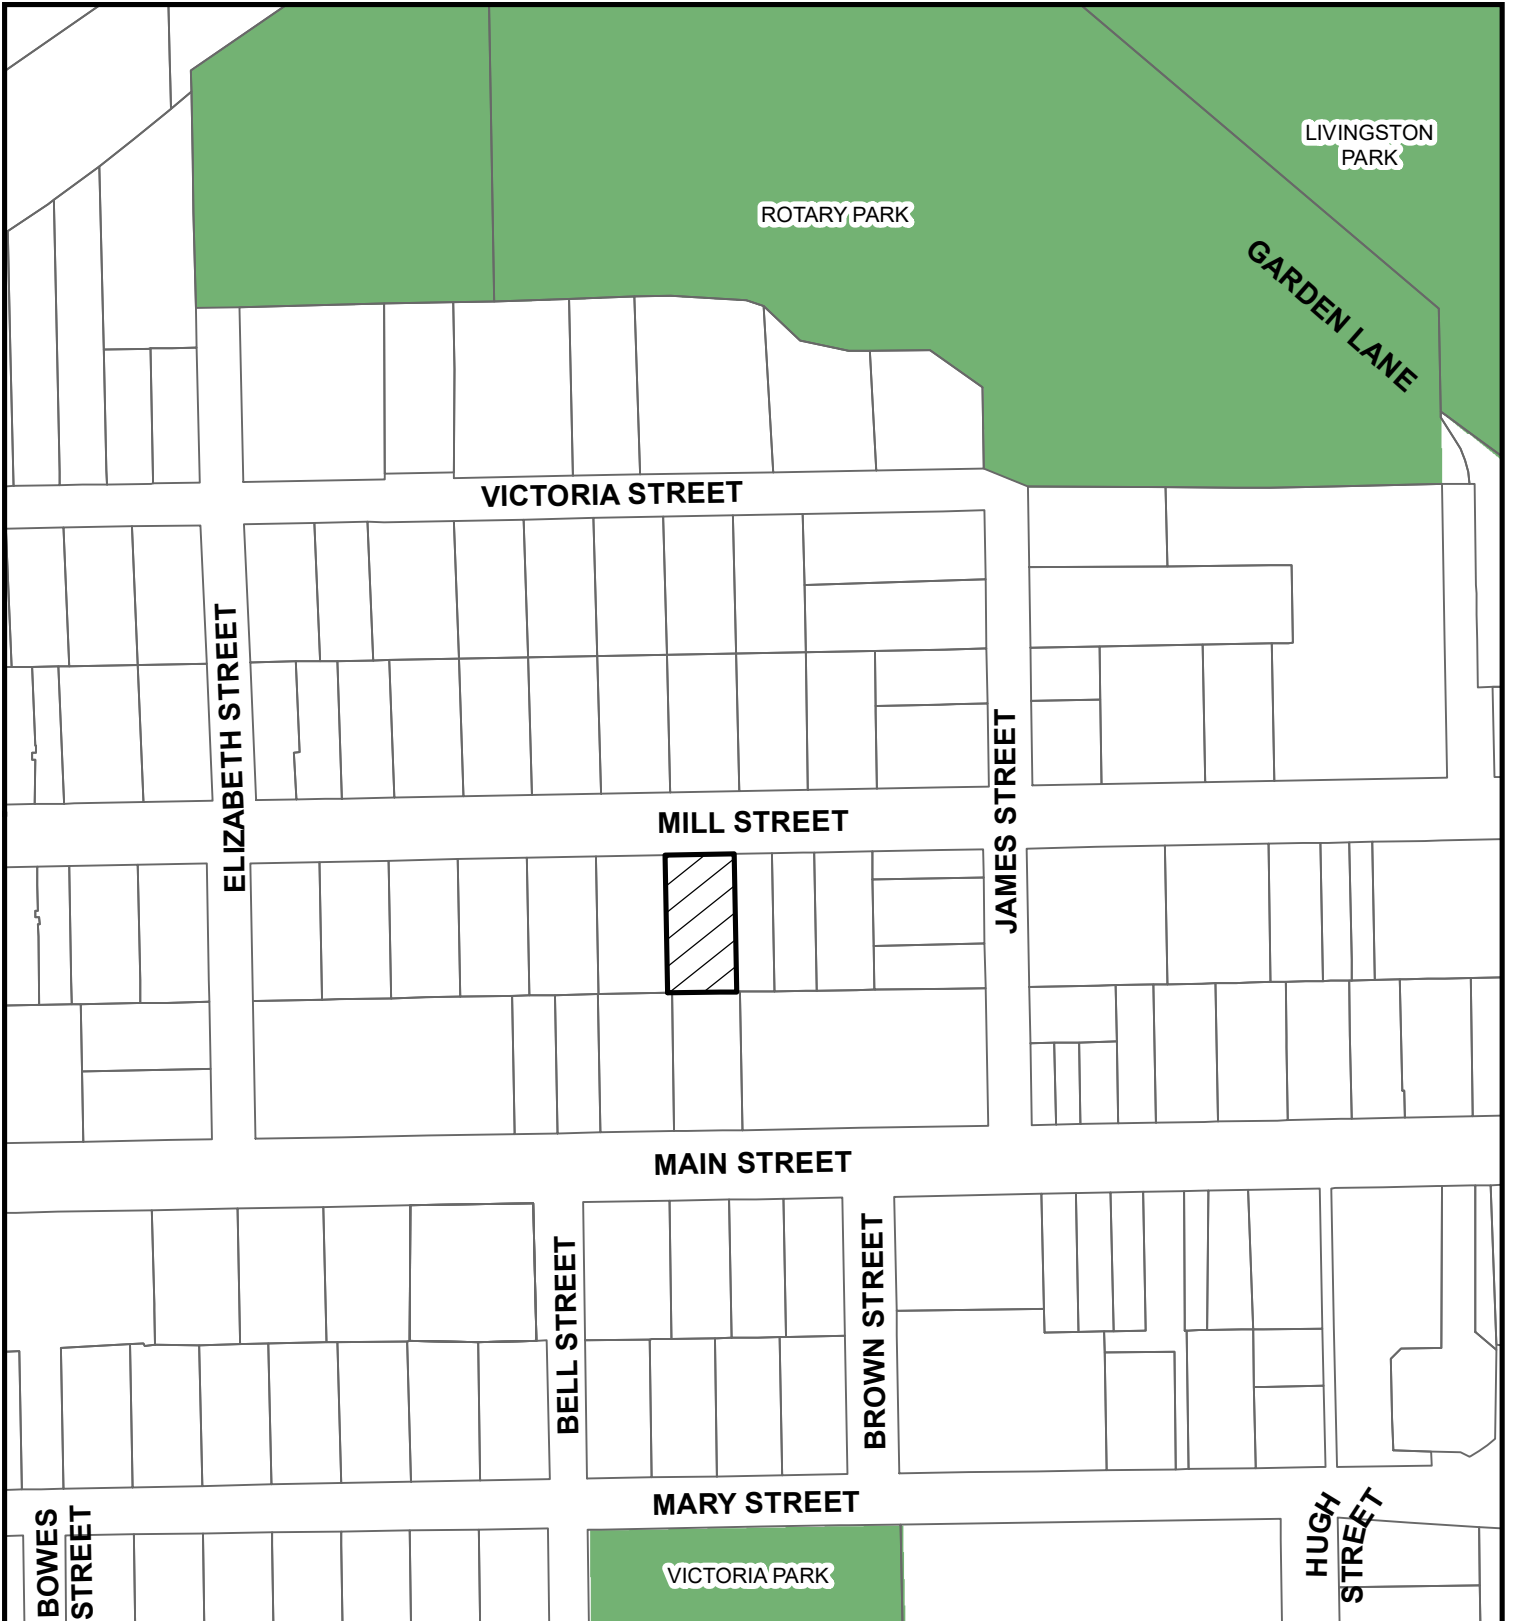 LIVINGSTON
PARK
ROTARY PARK
GARDEN LANE
VICTORIA STREET
ELIZABETH STREET
JAMES STREET
MILL STREET
MAIN STREET
BELL STREET
BROWN STREET
MARY STREET
HUGH
STREET
BOWES
STREET
VICTORIA PARK